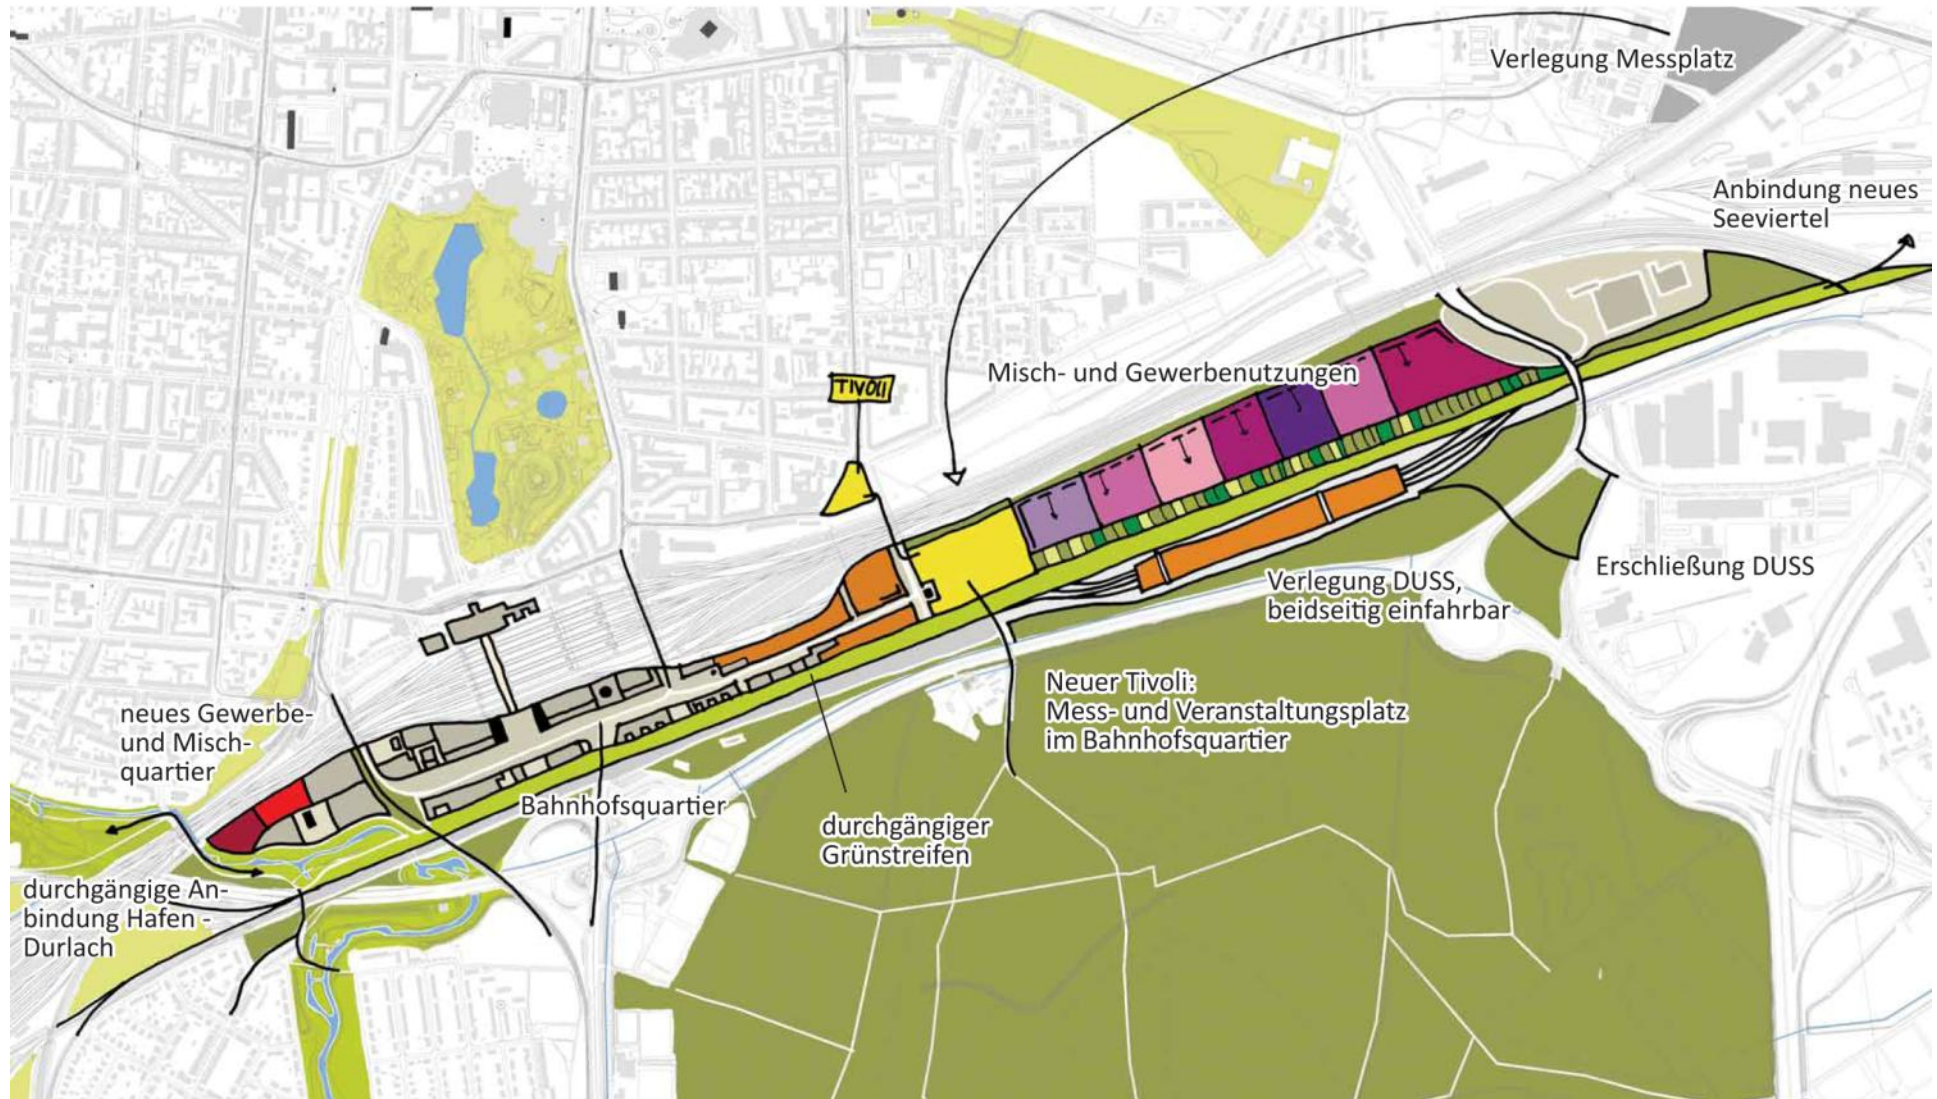 Verlegung Messplatz
Anbindung neues
Seeviertel
Misch- und Gewerbenutzungen
TIVOLI
Erschließung DUSS
Verlegung DUSS,
beidseitig einfahrbar
Neuer Tivoli:
Mess- und Veranstaltungsplatz
im Bahnhofsquartier
neues Gewerbe-
und Misch-
quartier
Bahnhofsquartier
durchgängiger
Grünstreifen
durchgängige An-
bindung Hafen -
Durlach